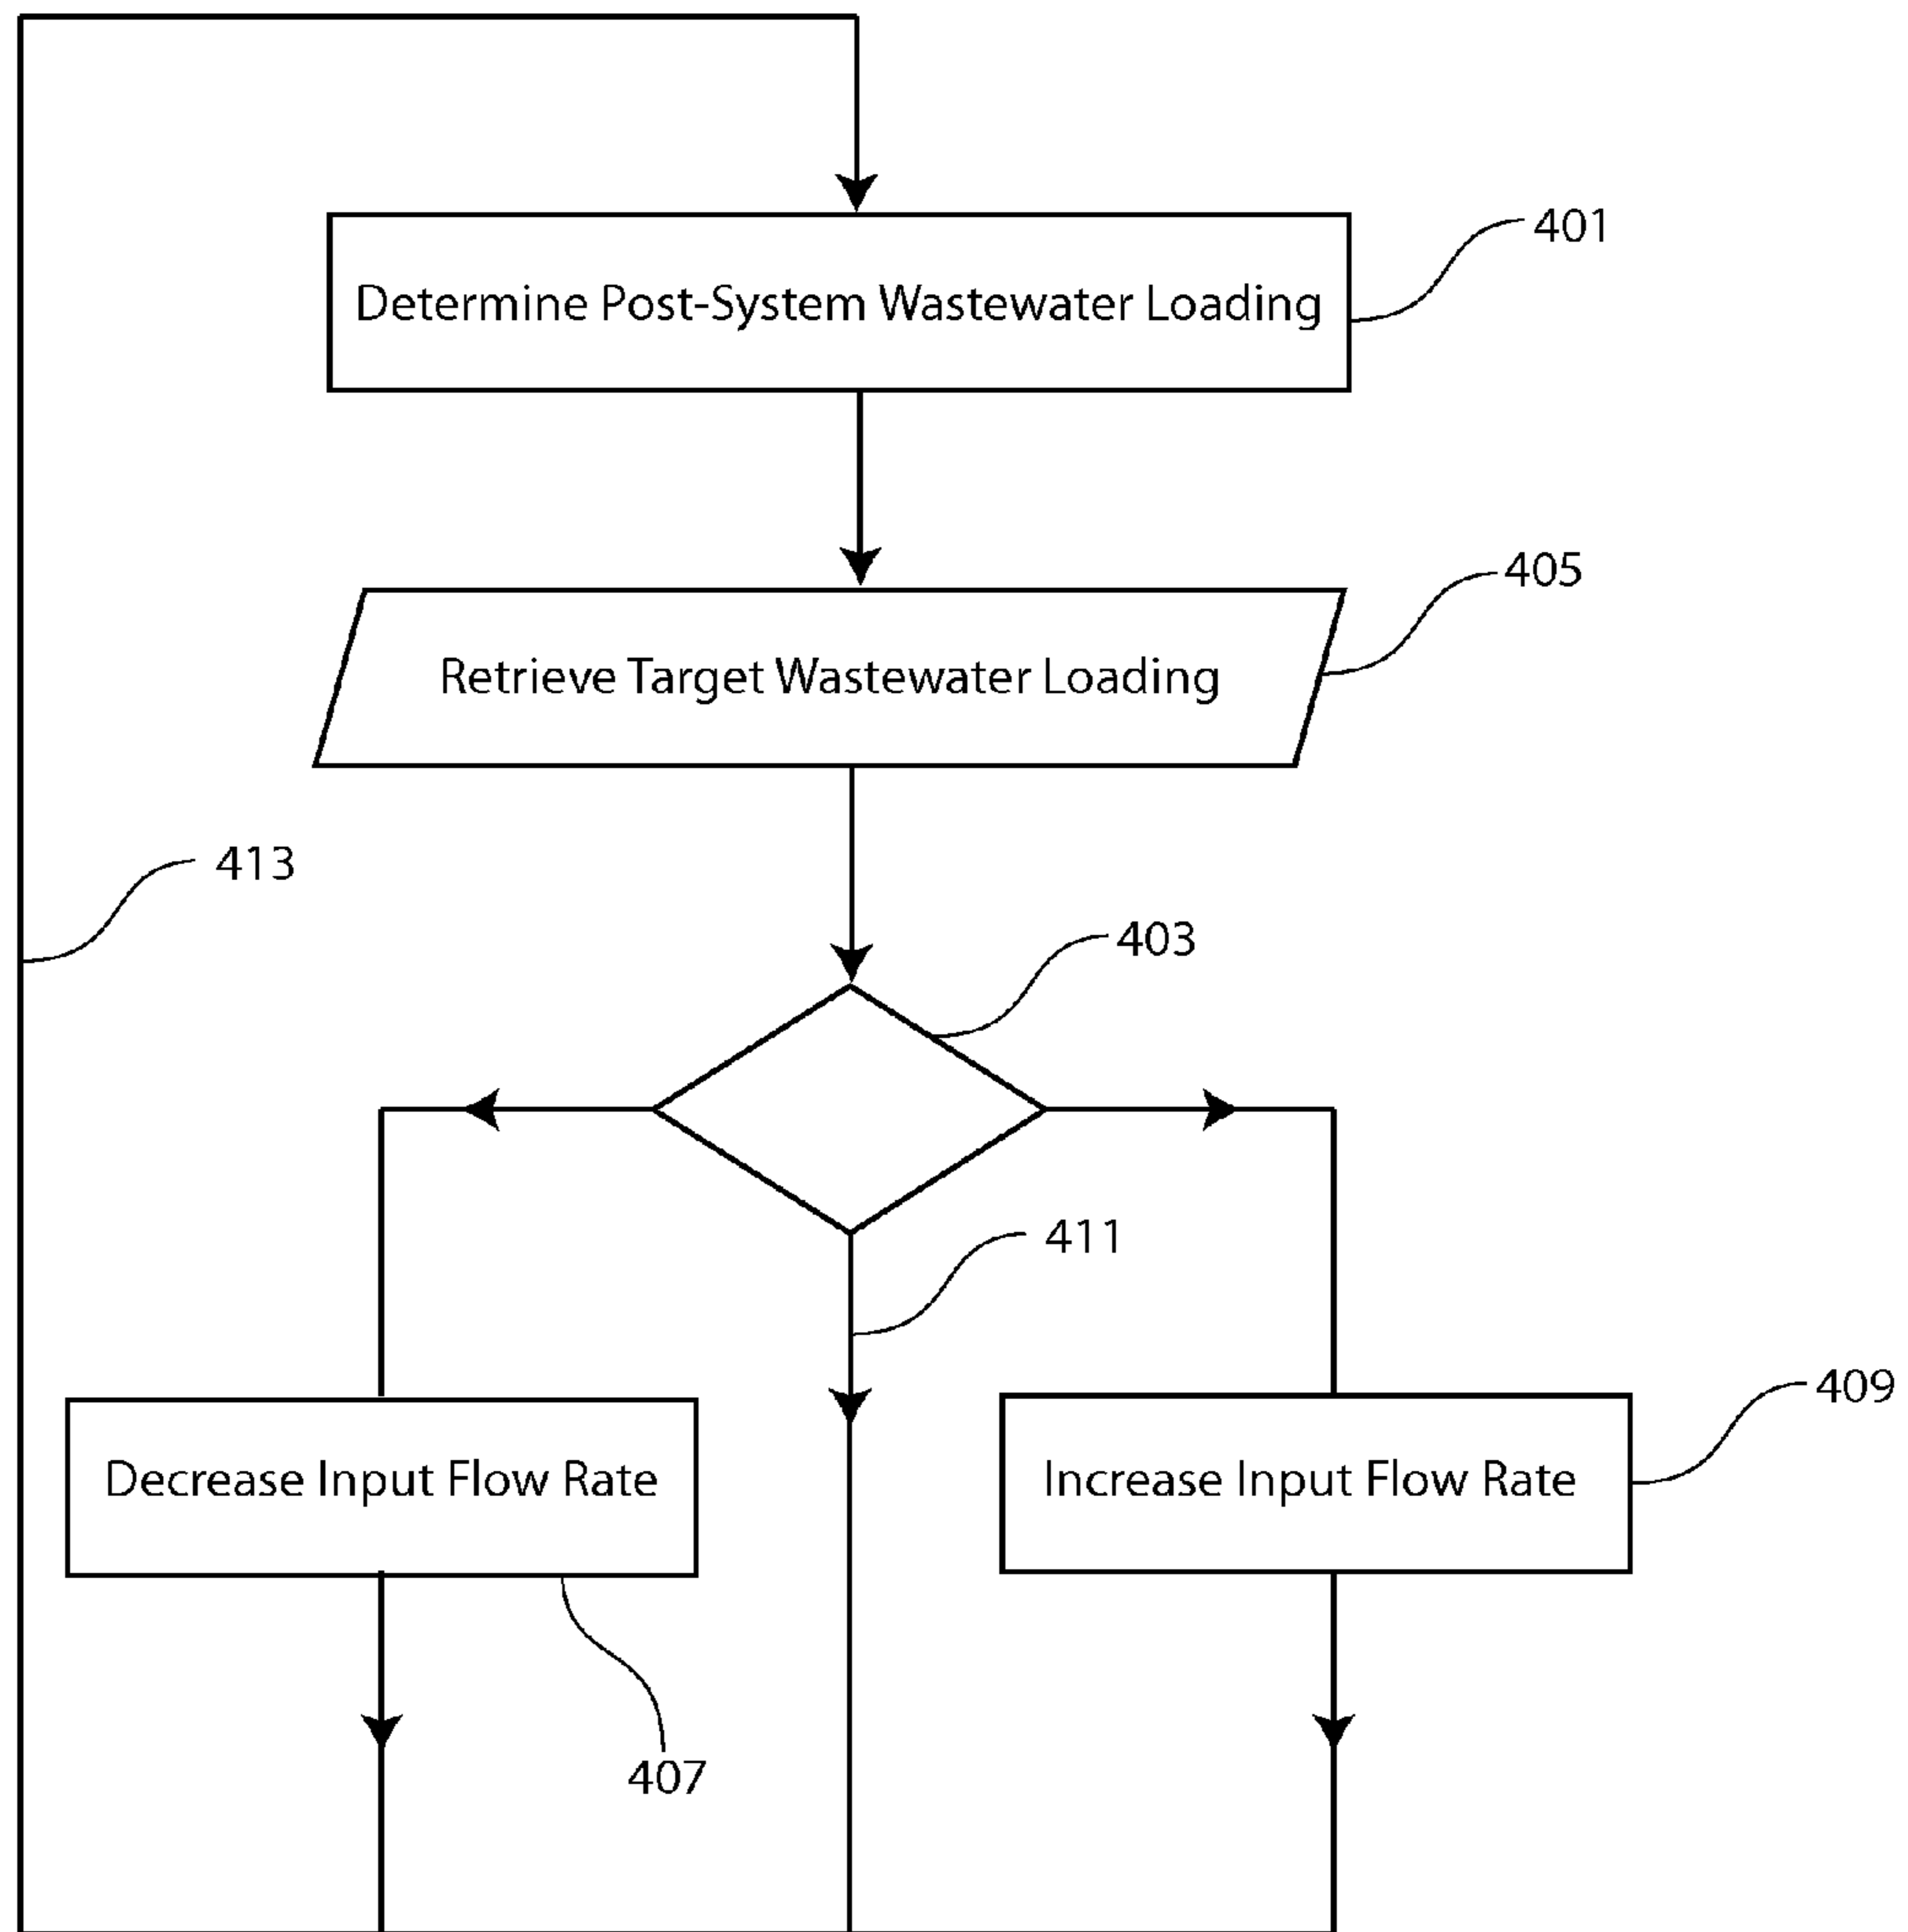 401
Determine Post-System Wastewater Loading
405
Retrieve Target Wastewater Loading
413
403
411
409
Decrease Input Flow Rate
Increase Input Flow Rate
407